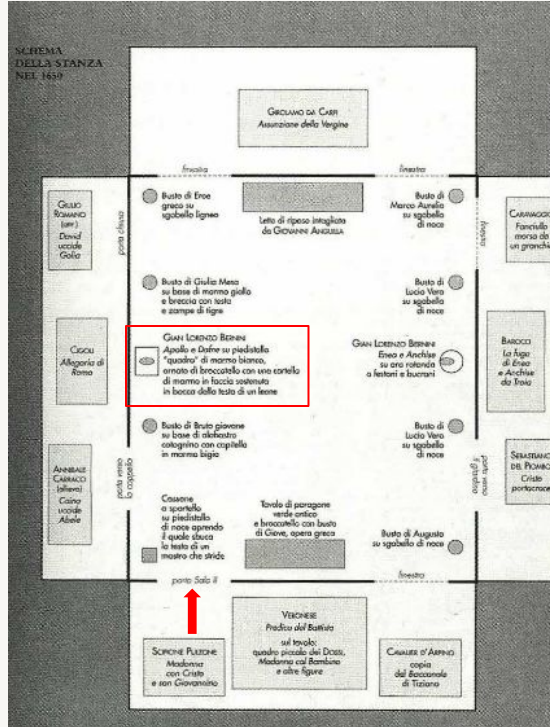 SCHEMA
DELLA STANZA
NEL 1650
GIROLAMO DA CARPI
Assunzione della Vergine
finestra
finestra
GIULIO
ROMANO
(attr.)
David
uccide
Golia
porta chiusa
Busto di Eroe
greco su
sgabello ligneo
Letto di riposo intagliato
da GIOVANNI ANGUILLA
Busto di
Marco Aurelio
su sgabello
di noce
finestra
CARAVAGGIO
Fanciullo
morso da
un granchio
Busto di Giulia Mesa
su base di marmo giallo
e breccia con testa
e zampe di tigre
Busto di
Lucio Vero
su sgabello
di noce
CIGOLI
Allegoria di
Roma
GIAN LORENZO BERNINI
Apollo e Dafne su piedistallo
"quadro" di marmo bianco,
ornato di broccatello con una cartella
di marmo in faccia sostenuta
in bocca dalla testa di un leone
GIAN LORENZO BERNINI
Enea e Anchise
su ara rotonda
a festoni e bucrani
BAROCCI
La fuga
di Enea
e Anchise
da Troia
ANNIBALE
CARRACCI
(allievo)
Caino
uccide
Abele
porta verso
la cappella
Busto di Bruto giovane
su base di alabastro
cotognino con capitello
in marmo bigio
Busto di
Lucio Vero
su sgabello
di noce
porta verso
il giardino
SEBASTIANO
DEL PIOMBO
Cristo
portacroce
Cassone
a sportello
su piedistallo
di noce aprendo
il quale sbuca
la testa di un
mostro che stride
Tavolo di paragone
verde antico
e broccatello con busto
di Giove, opera greca
Busto di Augusto
su sgabello di noce
porta Sala II
finestra
SCIPIONE PULZONE
Madonna
con Cristo
e san Giovannino
VERONESE
Predica del Battista
sul tavolo:
quadro piccolo dei DOSSI,
Madonna col Bambino
e altre figure
CAVALIER D'ARPINO
copia
dal Baccanale
di Tiziano